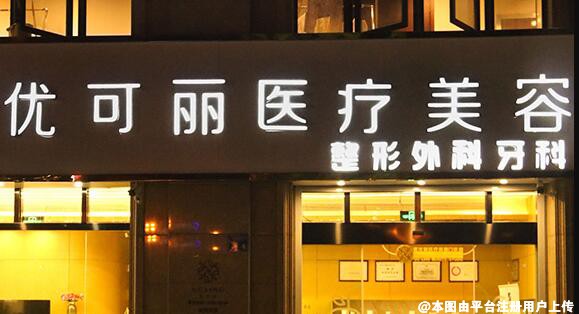 优可丽医疗美容
整形外科牙科
@本图由平台注册用户上传